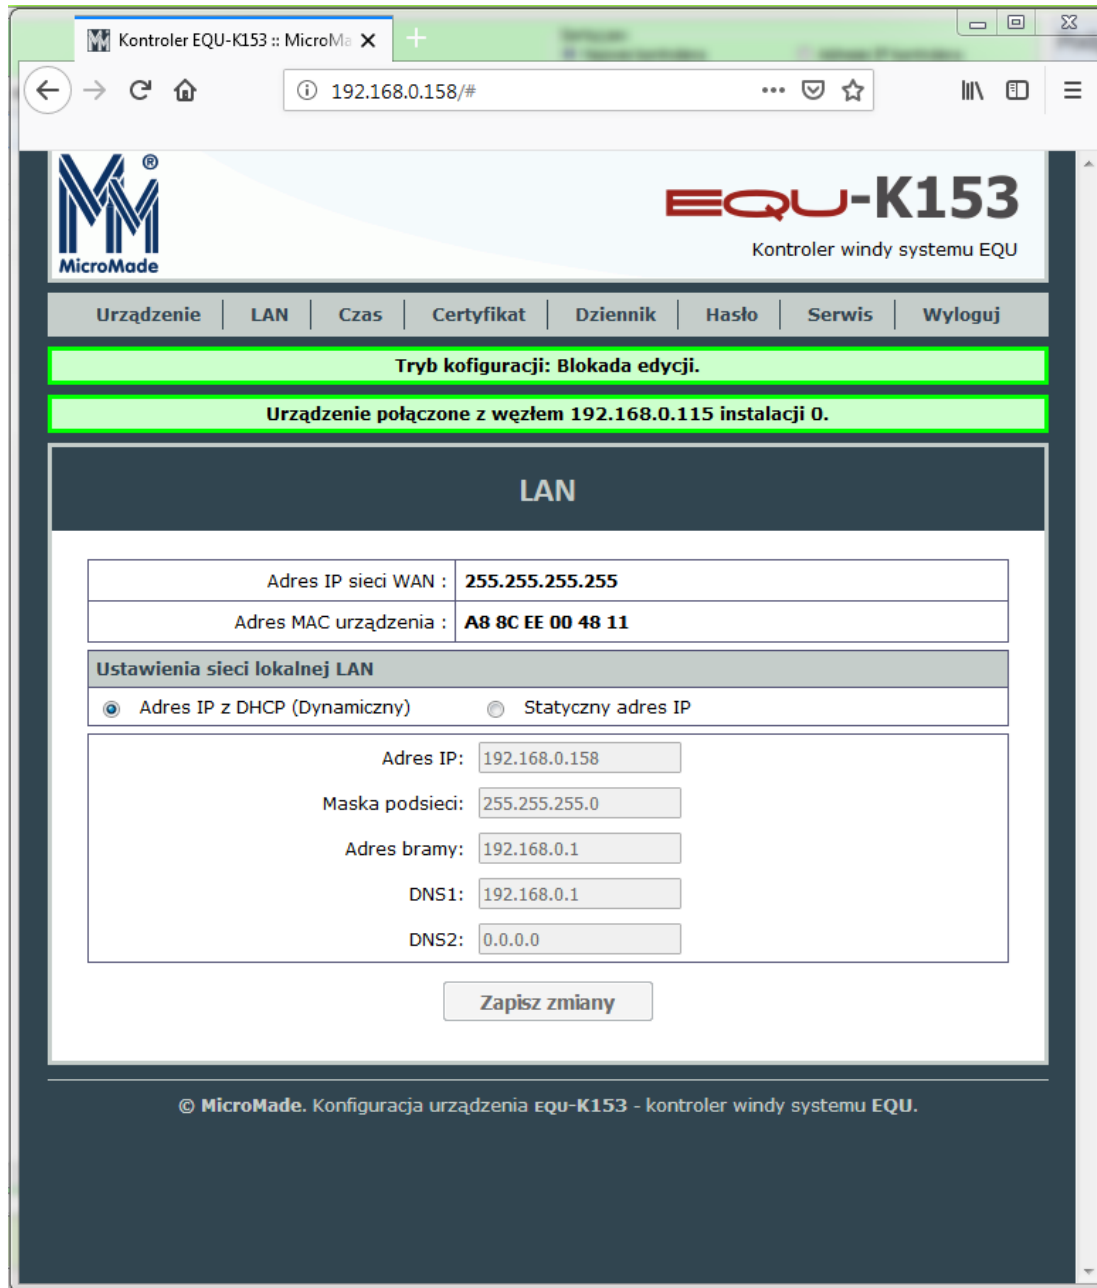 Kontroler EQU-K153 :: MicroMa
192.168.0.158/#
®
MicroMade
EQU-K153
Kontroler windy systemu EQU
Urządzenie LAN Czas Certyfikat Dziennik Hasło Serwis Wyloguj
Tryb kofiguracji: Blokada edycji.
Urządzenie połączone z węzłem 192.168.0.115 instalacji 0.
LAN
Adres IP sieci WAN : 255.255.255.255
Adres MAC urządzenia : A8 8C EE 00 48 11
Ustawienia sieci lokalnej LAN
Adres IP z DHCP (Dynamiczny) Statyczny adres IP
Adres IP: 192.168.0.158
Maska podsieci: 255.255.255.0
Adres bramy: 192.168.0.1
DNS1: 192.168.0.1
DNS2: 0.0.0.0
Zapisz zmiany
© MicroMade. Konfiguracja urządzenia EQU-K153 - kontroler windy systemu EQU.